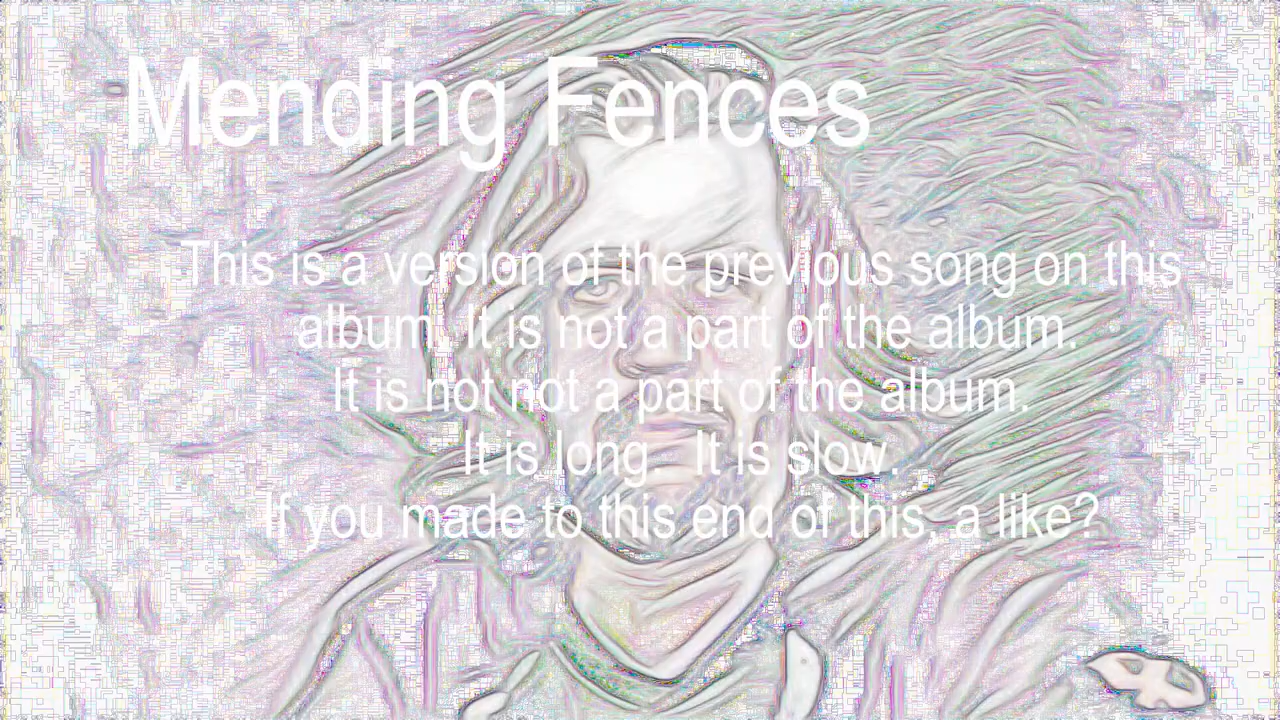 Mending Fences
This is a version of the previous song on this
album. It is not a part of the album.
It is not not a part of the album.
It is long. It is slow.
If you made to this end of this, a like?